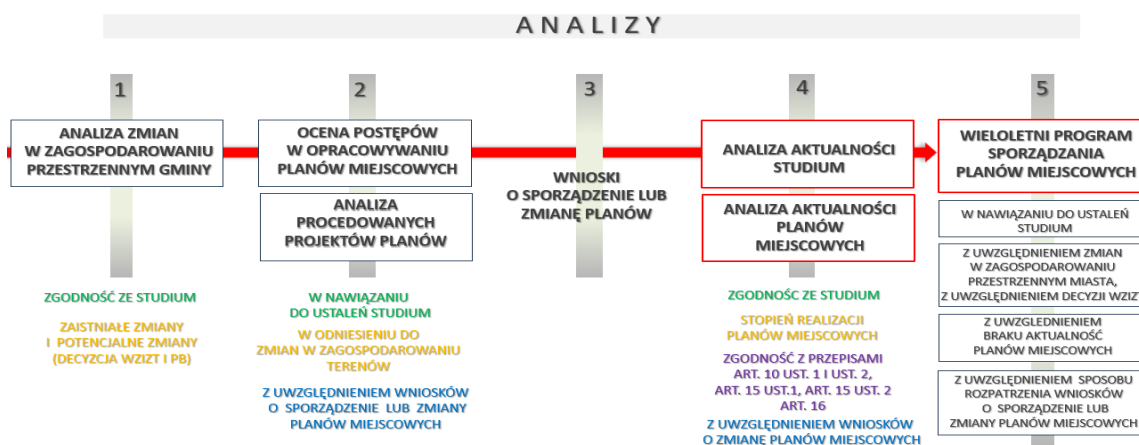 ANALIZY
1
ANALIZA ZMIAN
W ZAGOSPODAROWANIU
PRZESTRZENNYM GMINY
ZGODNOŚĆ ZE STUDIUM
ZAISTNIAŁE ZMIANY
I POTENCJALNE ZMIANY
(DECYZCJA WZIZT I PB)
2
OCENA POSTĘPÓW
W OPRACOWYWANIU
PLANÓW MIEJSCOWYCH
ANALIZA
PROCEDOWANYCH
PROJEKTÓW PLANÓW
W NAWIĄZANIU
DO USTALEŃ STUDIUM
W ODNIESIENIU DO
ZMIAN W ZAGOSPODAROWANIU
TERENÓW
Z UWZGLĘDNIENIEM WNIOSKÓW
O SPORZĄDZENIE LUB ZMIANY
PLANÓW MIEJSCOWYCH
3
WNIOSKI
O SPORZĄDZENIE LUB
ZMIANĘ PLANÓW
4
ANALIZA AKTUALNOŚCI
STUDIUM
ANALIZA AKTUALNOŚCI
PLANÓW
MIEJSCOWYCH
ZGODNOŚC ZE STUDIUM
STOPIEŃ REALIZACJI
PLANÓW MIEJSCOWYCH
ZGODNOŚĆ Z PRZEPISAMI
ART. 10 UST. 1 I UST. 2,
ART. 15 UST.1, ART. 15 UST. 2
ART. 16
Z UWZGLĘDNIENIEM WNIOSKÓW
O ZMIANĘ PLANÓW MIEJSCOWYCH
5
WIELOLETNI PROGRAM
SPORZĄDZANIA
PLANÓW MIEJSCOWYCH
W NAWIĄZANIU DO USTALEŃ
STUDIUM
Z UWZGLĘDNIENIEM ZMIAN
W ZAGOSPODAROWANIU
PRZESTRZENNYM MIASTA,
Z UWZGLĘDNIENIEM DECYZJI WZIZT
Z UWZGLEDNIENIEM
BRAKU AKTUALNOŚĆ
PLANÓW MIEJSCOWYCH
Z UWZGLĘDNIENIEM SPOSOBU
ROZPATRZENIA WNIOSKÓW
O SPORZĄDZENIE LUB
ZMIANY PLANÓW MIEJSCOWYCH